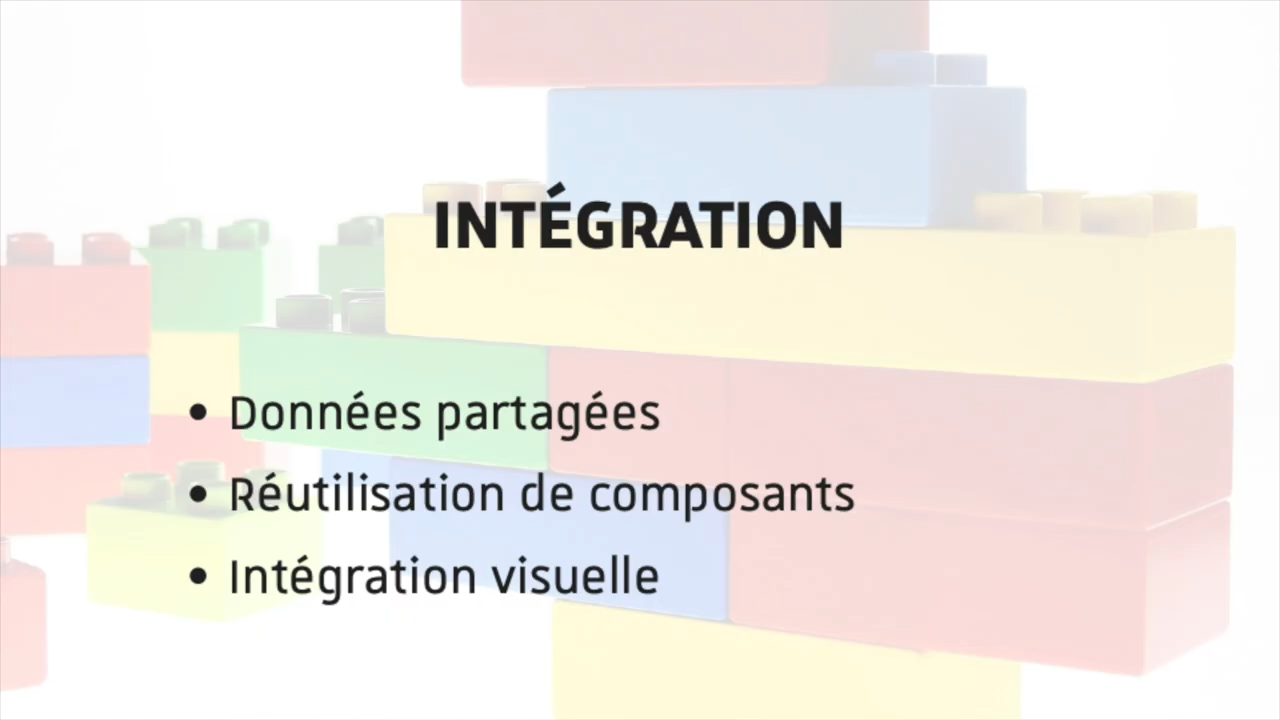 INTÉGRATION
• Données partagées
• Réutilisation de composants
• Intégration visuelle